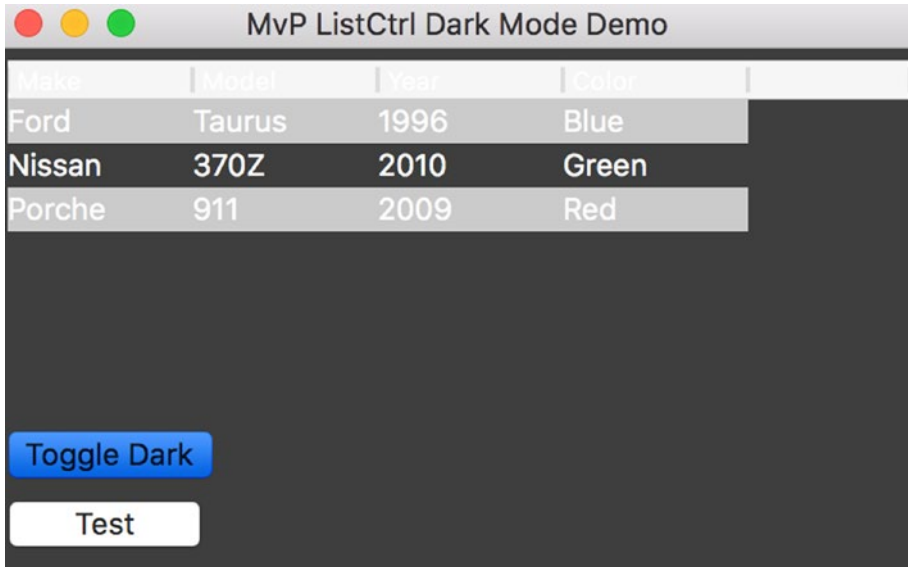 MvP ListCtrl Dark Mode Demo
Make Model Year Color
Ford Taurus 1996 Blue
Nissan 370Z 2010 Green
Porche 911 2009 Red
Toggle Dark
Test